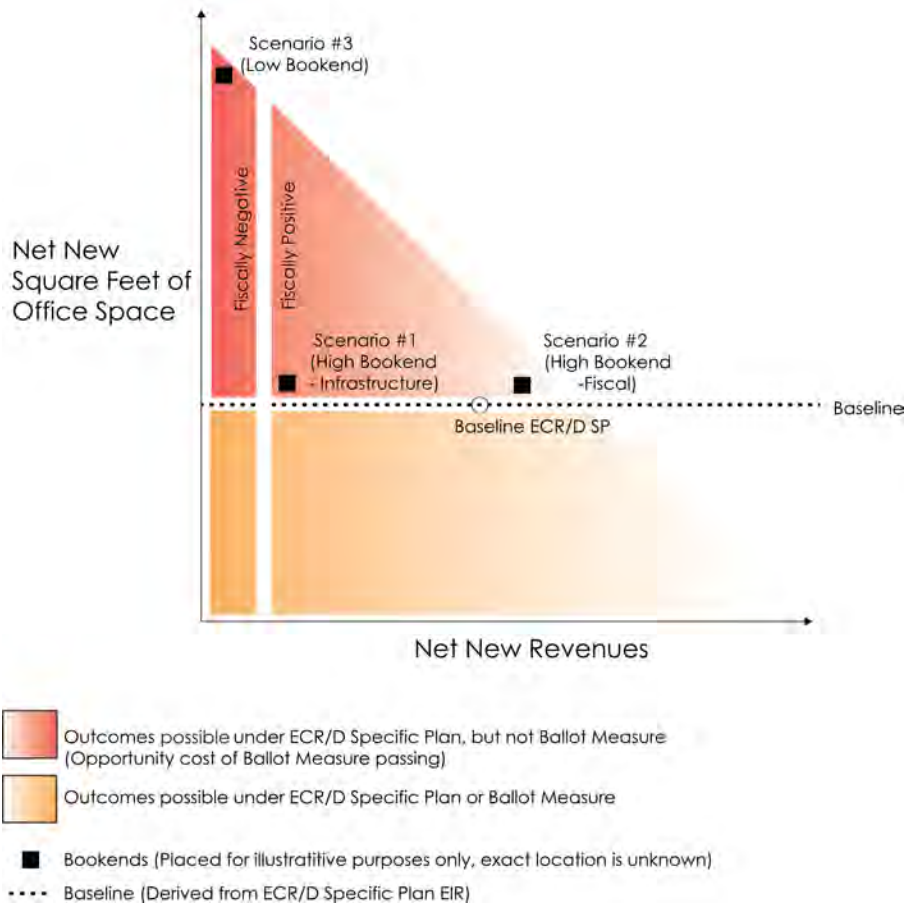 Scenario #3
(Low Bookend)
Fiscally Negative
Fiscally Positive
Net New
Square Feet of
Office Space
Scenario #1
(High Bookend
- Infrastructure)
Scenario #2
(High Bookend
-Fiscal)
Baseline
Baseline ECR/D SP
Net New Revenues
Outcomes possible under ECR/D Specific Plan, but not Ballot Measure
(Opportunity cost of Ballot Measure passing)
Outcomes possible under ECR/D Specific Plan or Ballot Measure
Bookends (Placed for illustratitive purposes only, exact location is unknown)
Baseline (Derived from ECR/D Specific Plan EIR)